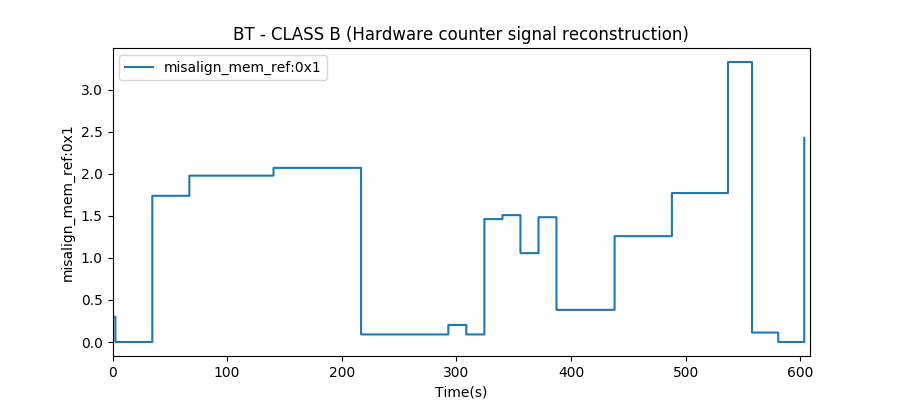 BT - CLASS B (Hardware counter signal reconstruction)
misalign_mem_ref:0x1
misalign_mem_ref:0x1
3.0
2.5
2.0
1.5
1.0
0.5
0.0
0 100 200 300 400 500 600
Time(s)